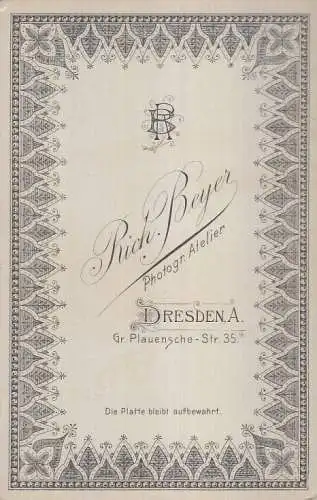 RB
Rich. Beyer
Photogr. Atelier
DRESDEN.A.
Gr. Plauensche-Str. 35.
Die Platte bleibt aufbewahrt.